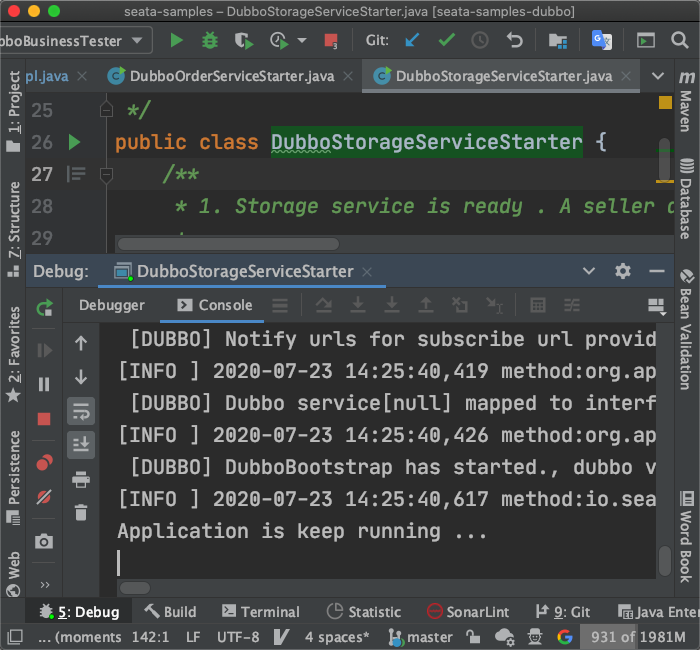 seata-samples – DubboStorageServiceStarter.java [seata-samples-dubbo]
bboBusinessTester
Git:
pl.java
DubboOrderServiceStarter.java
DubboStorageServiceStarter.java
25 */
26 public class DubboStorageServiceStarter {
27 /**
28 * 1. Storage service is ready . A seller
29
1: Project
Z: Structure
2: Favorites
Persistence
Web
Maven
Database
Bean Validation
Word Book
Debug: DubboStorageServiceStarter
Debugger Console
[DUBBO] Notify urls for subscribe url provid
[INFO ] 2020-07-23 14:25:40,419 method:org.ap
[DUBBO] Dubbo service[null] mapped to interf
[INFO ] 2020-07-23 14:25:40,426 method:org.ap
[DUBBO] DubboBootstrap has started., dubbo v
[INFO ] 2020-07-23 14:25:40,617 method:io.sea
Application is keep running ...
5: Debug Build Terminal Statistic SonarLint 9: Git Java Enter
... (moments 142:1 LF UTF-8 4 spaces* master 931 of 1981M